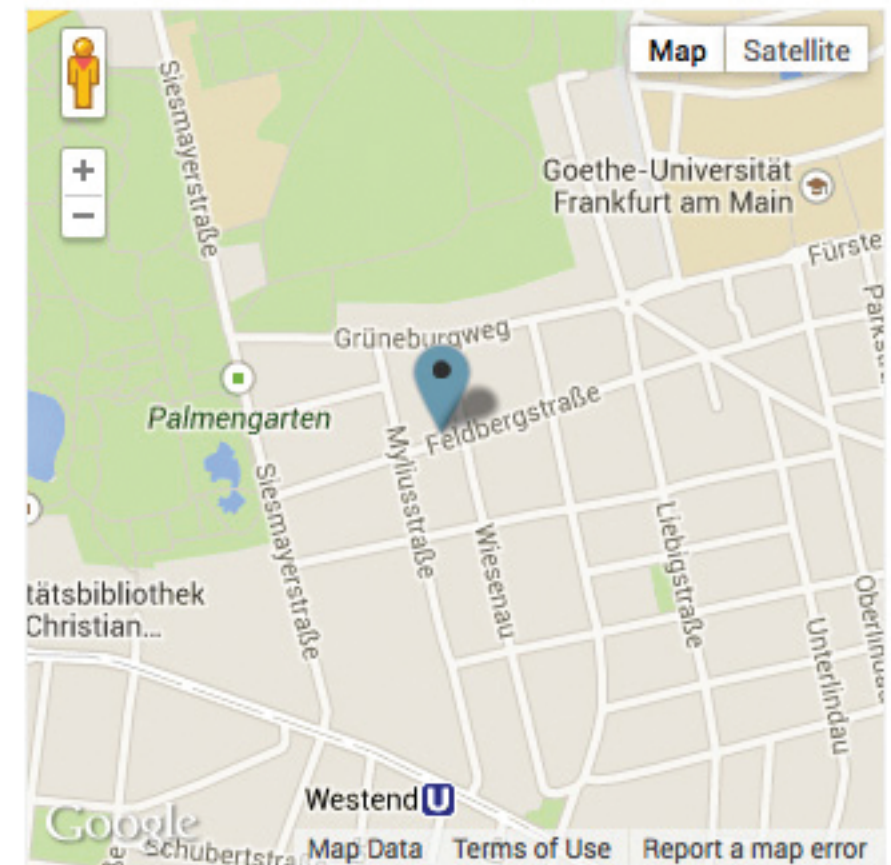 Map Satellite
Siesmayerstraße
+
−
Goethe-Universität
Frankfurt am Main
Fürste
Grüneburgweg
Palmengarten
Feldbergstraße
Myliusstraße
Siesmayerstraße
Wiesenau
Liebigstraße
tätsbibliothek
Christian...
Unterlindau
Westend U
Google
Schubertstra
Map Data Terms of Use Report a map error